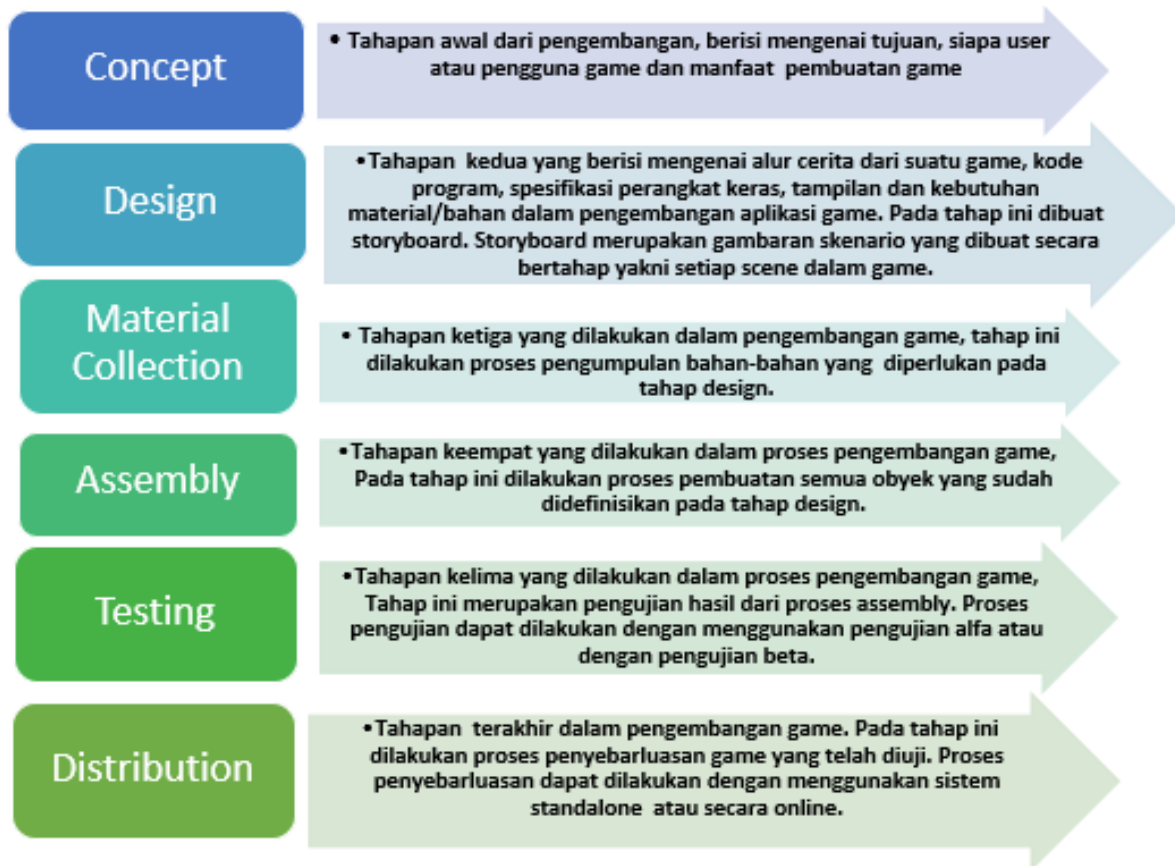 Concept
• Tahapan awal dari pengembangan, berisi mengenai tujuan, siapa user
atau pengguna game dan manfaat pembuatan game
Design
•Tahapan kedua yang berisi mengenai alur cerita dari suatu game, kode
program, spesifikasi perangkat keras, tampilan dan kebutuhan
material/bahan dalam pengembangan aplikasi game. Pada tahap ini dibuat
storyboard. Storyboard merupakan gambaran skenario yang dibuat secara
bertahap yakni setiap scene dalam game.
Material
Collection
• Tahapan ketiga yang dilakukan dalam pengembangan game, tahap ini
dilakukan proses pengumpulan bahan-bahan yang diperlukan pada
tahap design.
Assembly
•Tahapan keempat yang dilakukan dalam proses pengembangan game,
Pada tahap ini dilakukan proses pembuatan semua obyek yang sudah
didefinisikan pada tahap design.
Testing
•Tahapan kelima yang dilakukan dalam proses pengembangan game,
Tahap ini merupakan pengujian hasil dari proses assembly. Proses
pengujian dapat dilakukan dengan menggunakan pengujian alfa atau
dengan pengujian beta.
Distribution
•Tahapan terakhir dalam pengembangan game. Pada tahap ini
dilakukan proses penyebarluasan game yang telah diuji. Proses
penyebarluasan dapat dilakukan dengan menggunakan sistem
standalone atau secara online.